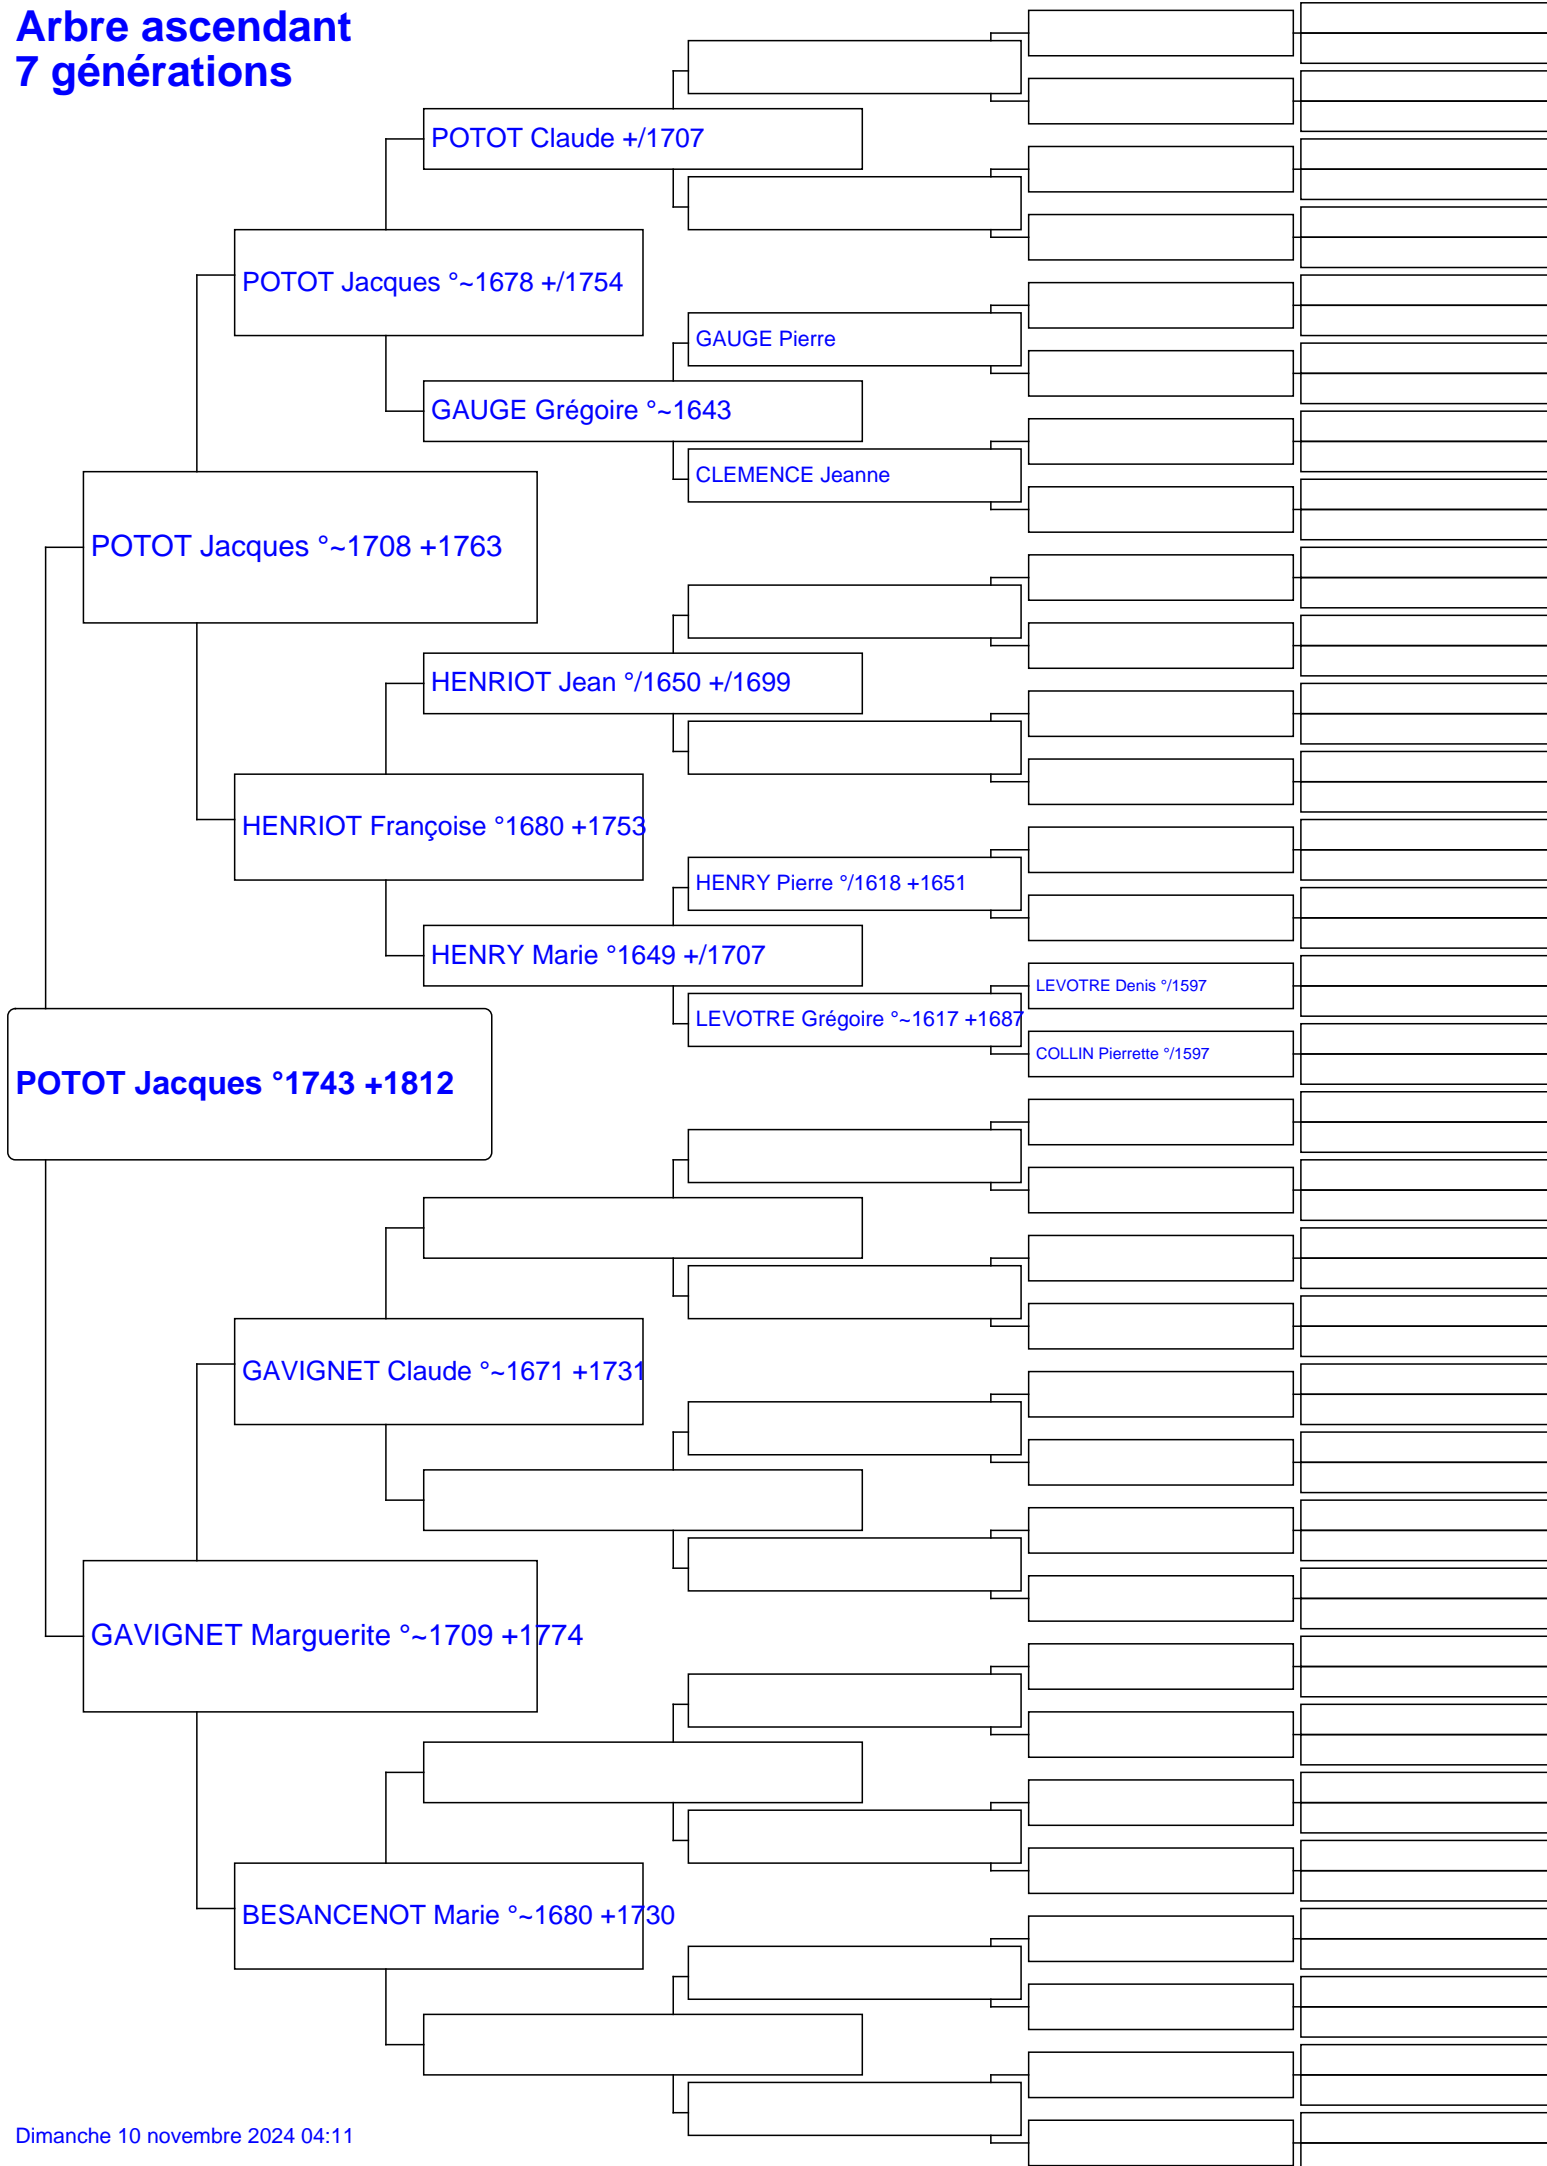 Arbre ascendant
7 générations
POTOT Claude +/1707
POTOT Jacques °~1678 +/1754
GAUGE Pierre
GAUGE Grégoire °~1643
CLEMENCE Jeanne
POTOT Jacques °~1708 +1763
HENRIOT Jean °/1650 +/1699
HENRIOT Françoise °1680 +1753
HENRY Pierre °/1618 +1651
HENRY Marie °1649 +/1707
LEVOTRE Denis °/1597
LEVOTRE Grégoire °~1617 +1687
COLLIN Pierrette °/1597
POTOT Jacques °1743 +1812
GAVIGNET Claude °~1671 +1731
GAVIGNET Marguerite °~1709 +1774
BESANCENOT Marie °~1680 +1730
Dimanche 10 novembre 2024 04:11